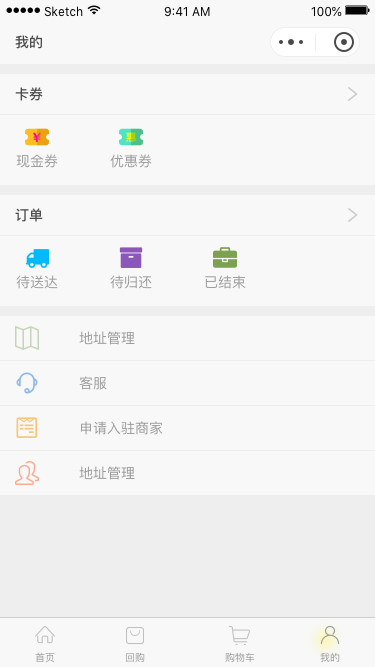 Sketch 9:41 AM 100%
我的
卡券
¥ 惠
现金券 优惠券
订单
待送达 待归还 已结束
地址管理
客服
申请入驻商家
地址管理
首页 回购 购物车 我的